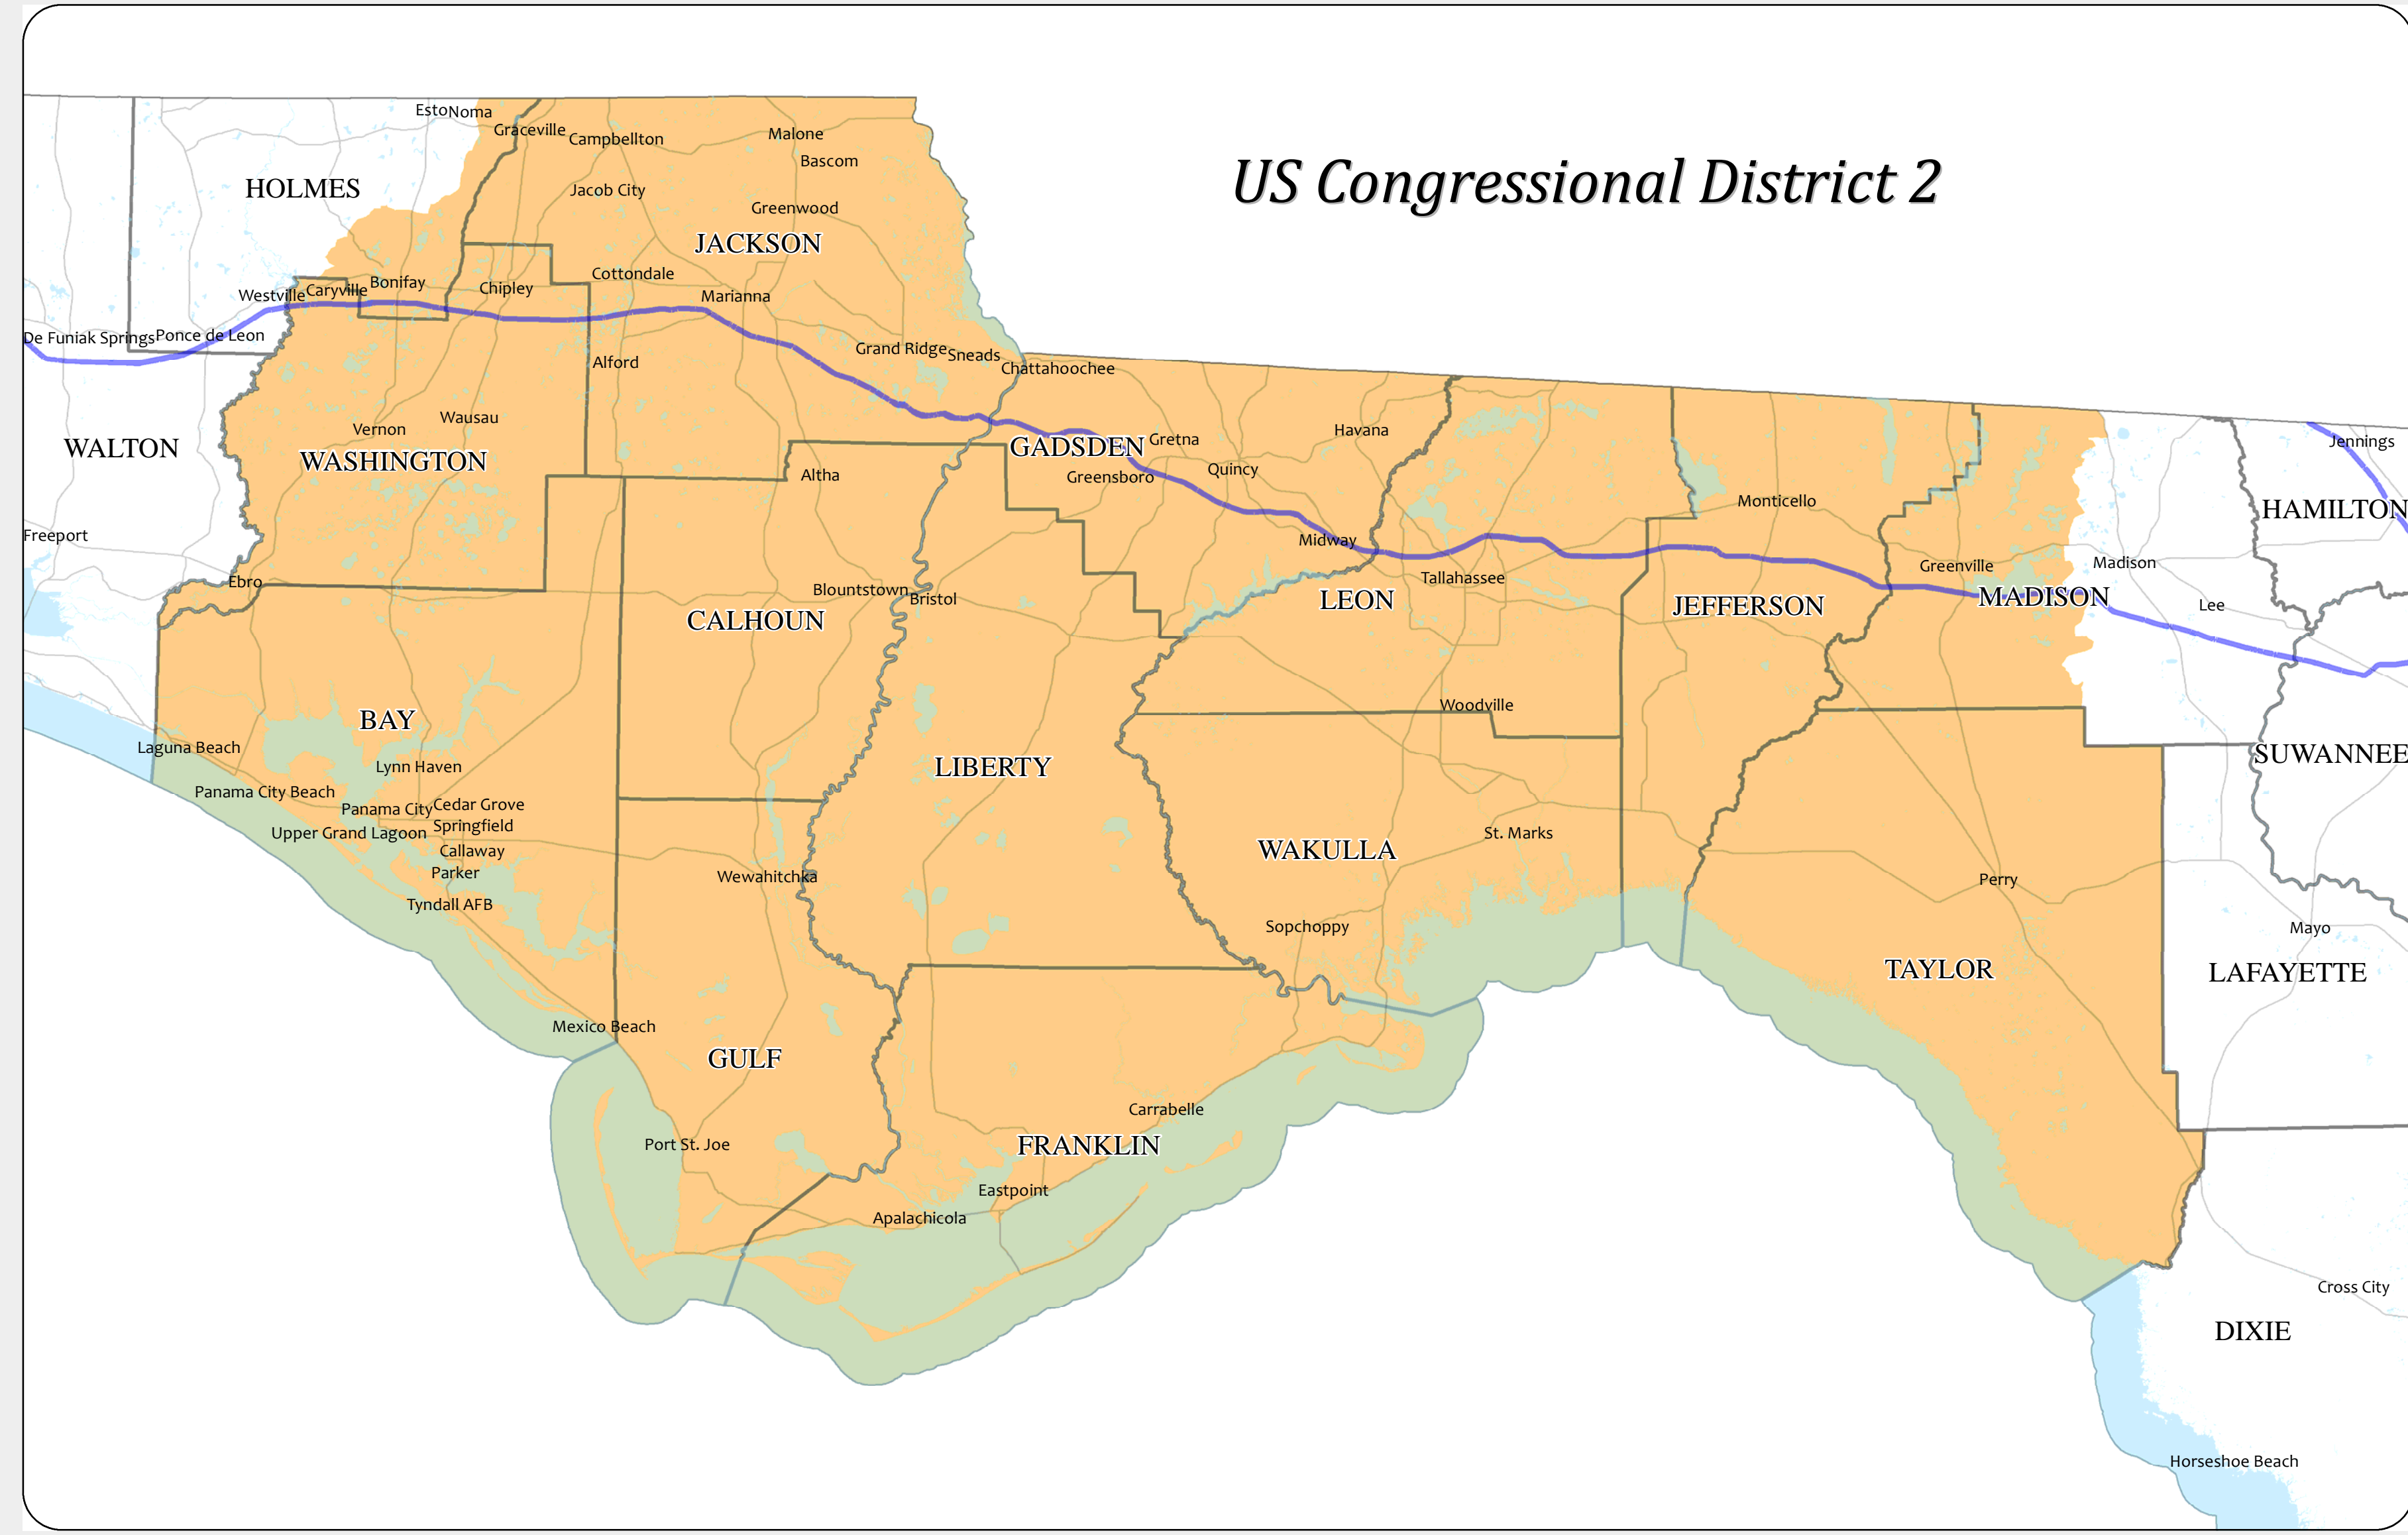 US Congressional District 2
Esto
Noma
Graceville
Campbellton
Malone
Bascom
HOLMES
Jacob City
Greenwood
JACKSON
Cottondale
Bonifay
Chipley
Caryville
Westville
Marianna
De Funiak Springs
Ponce de Leon
Grand Ridge
Sneads
Alford
Chattahoochee
Wausau
Vernon
WALTON
WASHINGTON
Altha
GADSDEN
Gretna
Havana
Greensboro
Quincy
Jennings
Monticello
HAMILTON
Freeport
Midway
Madison
Greenville
Ebro
Tallahassee
Blountstown
Bristol
MADISON
LEON
JEFFERSON
Lee
CALHOUN
Woodville
BAY
Laguna Beach
SUWANNEE
Lynn Haven
LIBERTY
Panama City Beach
Panama City
Cedar Grove
Springfield
Upper Grand Lagoon
St. Marks
Callaway
WAKULLA
Parker
Wewahitchka
Perry
Tyndall AFB
Sopchoppy
Mayo
TAYLOR
LAFAYETTE
Mexico Beach
GULF
Carrabelle
Port St. Joe
FRANKLIN
Eastpoint
Apalachicola
Cross City
DIXIE
Horseshoe Beach